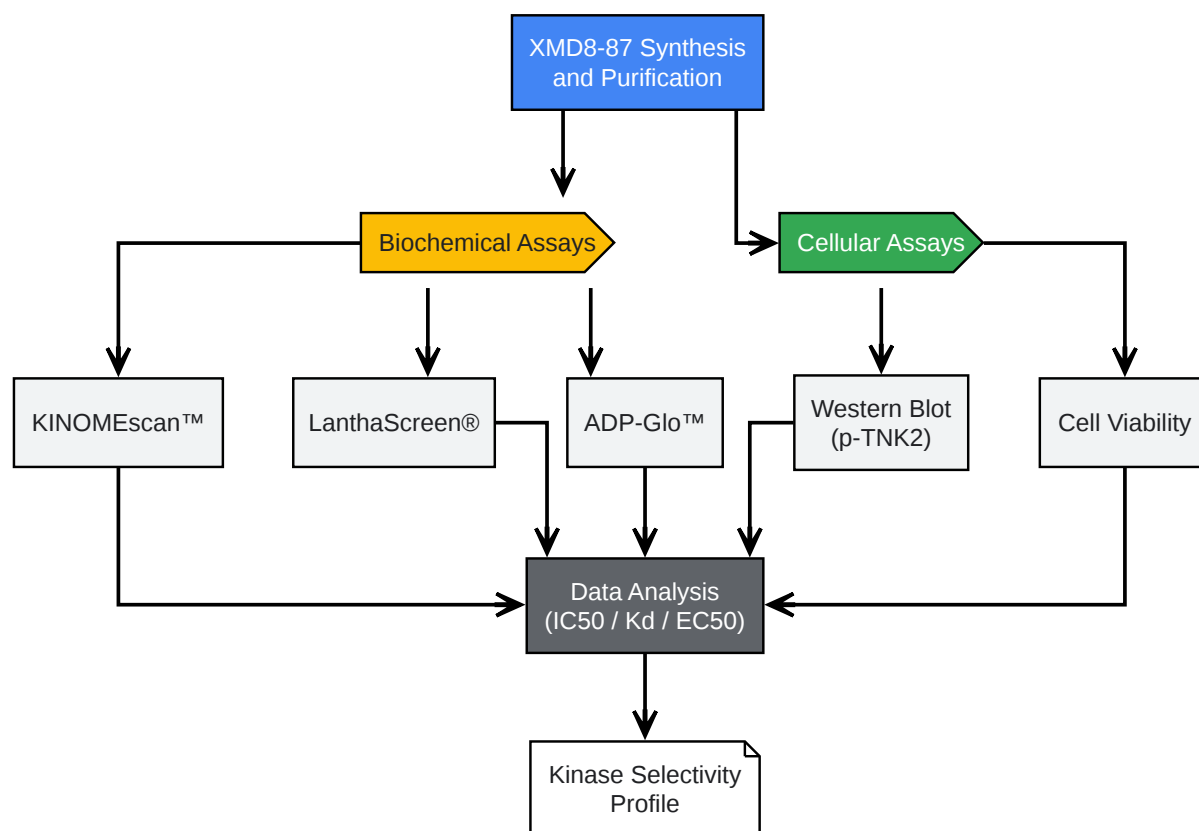 XMD8-87 Synthesis
and Purification
Biochemical Assays
Cellular Assays
KINOMEscan™
LanthaScreen®
ADP-Glo™
Western Blot
(p-TNK2)
Cell Viability
Data Analysis
(IC50 / Kd / EC50)
Kinase Selectivity
Profile